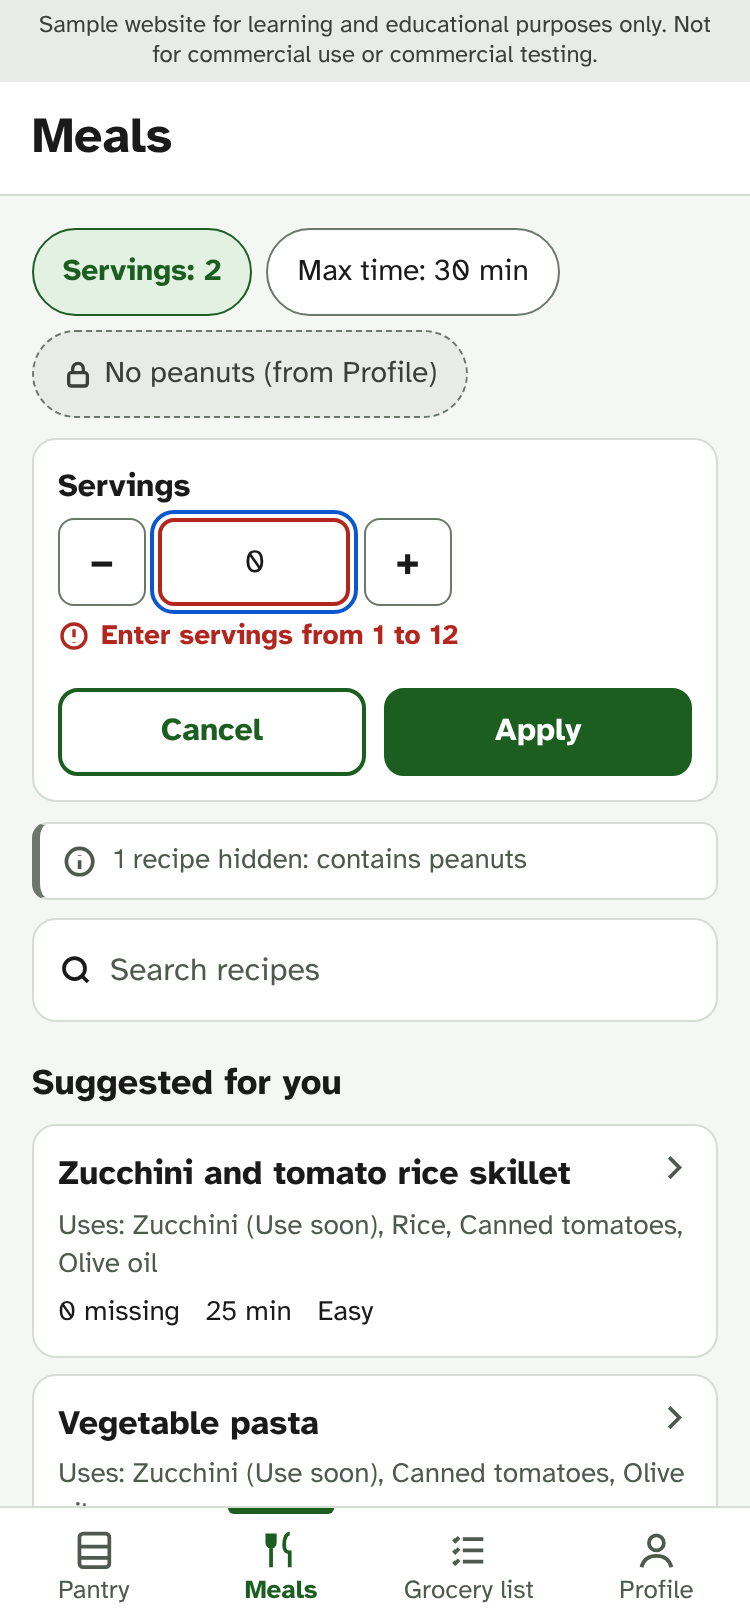 Sample website for learning and educational purposes only. Not
for commercial use or commercial testing.
Meals
Servings: 2
Max time: 30 min
No peanuts (from Profile)
Servings
−
0
+
Enter servings from 1 to 12
Cancel
Apply
1 recipe hidden: contains peanuts
Search recipes
Suggested for you
Zucchini and tomato rice skillet
Uses: Zucchini (Use soon), Rice, Canned tomatoes,
Olive oil
0 missing 25 min Easy
Vegetable pasta
Uses: Zucchini (Use soon), Canned tomatoes, Olive
Pantry
Meals
Grocery list
Profile